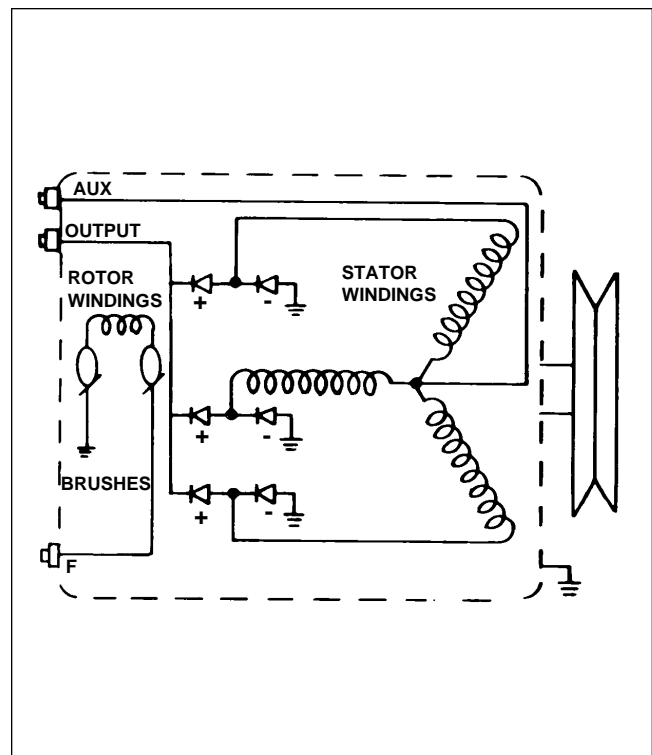 AUX
OUTPUT
ROTOR
WINDINGS
STATOR
WINDINGS
+
-
+
-
+
-
BRUSHES
F